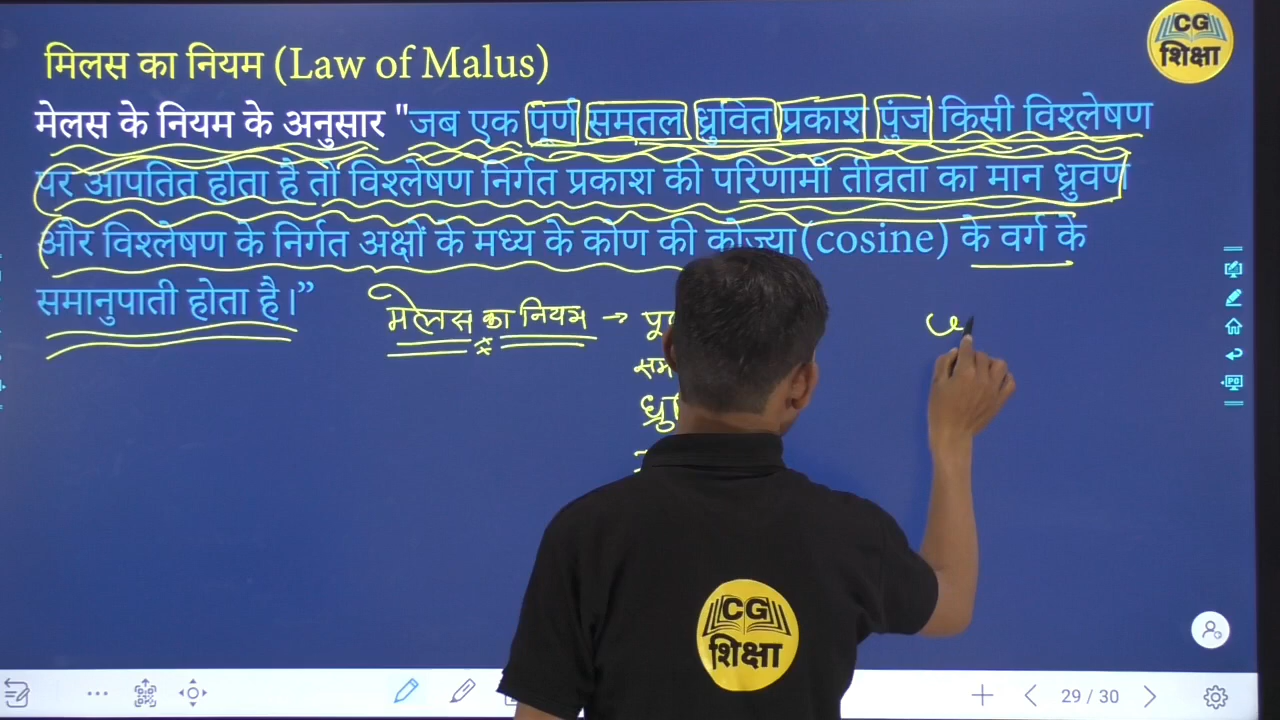 मिलस का नियम (Law of Malus)
मेलस के नियम के अनुसार "जब एक पूर्ण समतल ध्रुवित प्रकाश पुंज किसी विश्लेषण
पर आपतित होता है तो विश्लेषण निर्गत प्रकाश की परिणामी तीव्रता का मान ध्रुवण
और विश्लेषण के निर्गत अक्षों के मध्य के कोण की कोज्या (cosine) के वर्ग के
समानुपाती होता है।”
मेलस का नियम →
CG
शिक्षा
CG
शिक्षा
29 / 30